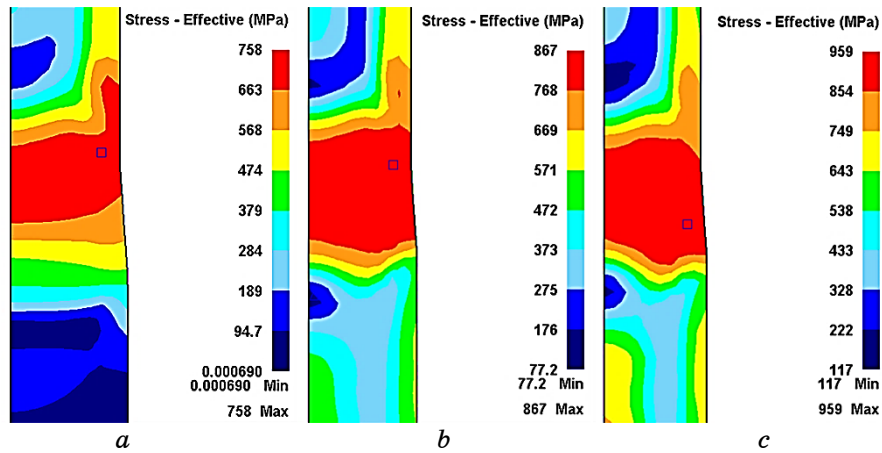 Stress - Effective (MPa)
758
663
568
474
379
284
189
94.7
0.000690
0.000690 Min
758 Max
a
Stress - Effective (MPa)
867
768
669
571
472
373
275
176
77.2
77.2 Min
867 Max
b
Stress - Effective (MPa)
959
854
749
643
538
433
328
222
117
117 Min
959 Max
c